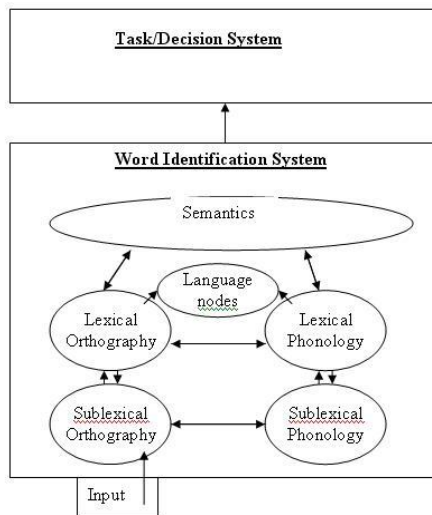 Task/Decision System
Word Identification System
Semantics
Language
nodes
Lexical
Orthography
Lexical
Phonology
Sublexical
Orthography
Sublexical
Phonology
Input